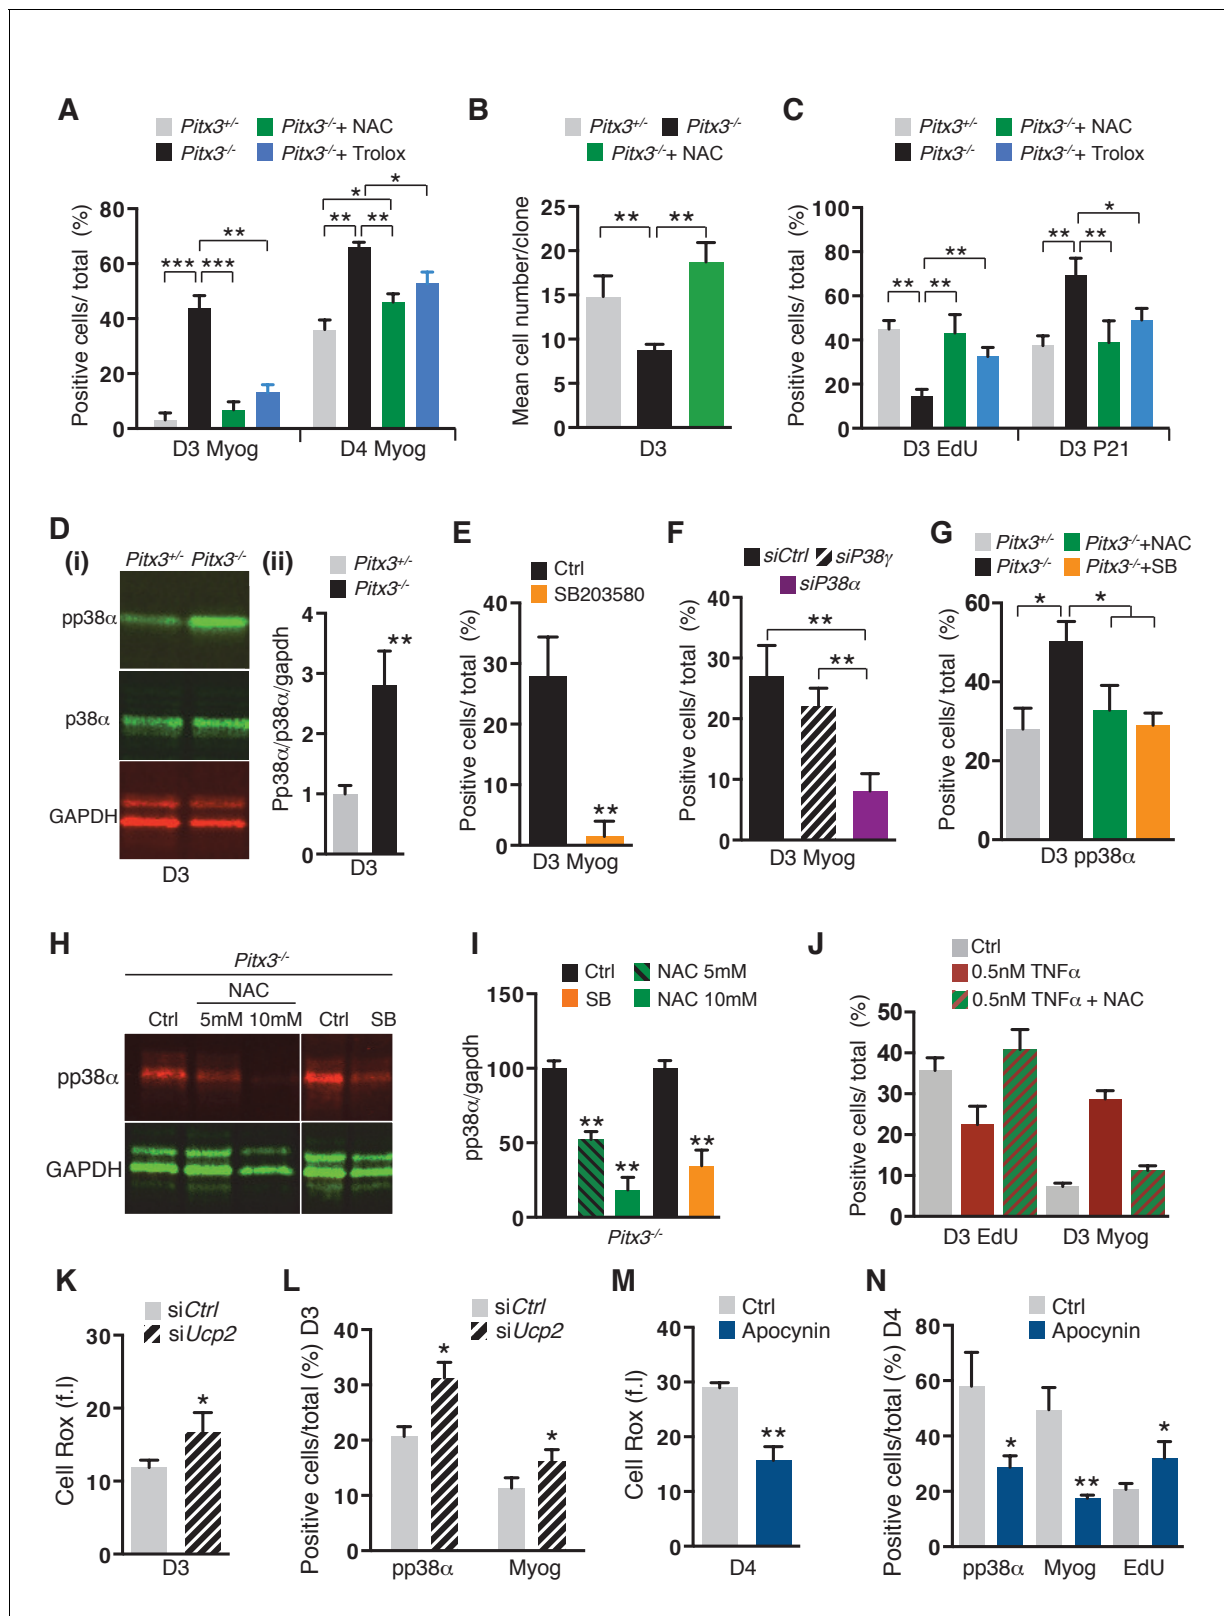 A
Pitx3+/- Pitx3-/-+ NAC
Pitx3-/- Pitx3-/-+ Trolox
Positive cells/ total (%)
80
60
40
20
0
*** *** ** * ** ** *
D3 Myog D4 Myog
B
Pitx3+/- Pitx3-/-
Pitx3-/-+ NAC
Mean cell number/clone
25
20
15
10
5
0
** **
D3
C
Pitx3+/- Pitx3-/-+ NAC
Pitx3-/- Pitx3-/-+ Trolox
Positive cells/ total (%)
100
80
60
40
20
0
** ** ** ** ** *
D3 EdU D3 P21
D
(i)
Pitx3+/- Pitx3-/-
pp38α
p38α
GAPDH
D3
(ii)
Pitx3+/-
Pitx3-/-
Pp38α/p38α/gapdh
4
3
2
1
0
**
D3
E
Ctrl
SB203580
Positive cells/ total (%)
40
30
20
10
0
**
D3 Myog
F
siCtrl siP38γ
siP38α
Positive cells/ total (%)
40
30
20
10
0
**
**
D3 Myog
G
Pitx3+/- Pitx3-/-+NAC
Pitx3-/- Pitx3-/-+SB
Positive cells/ total (%)
60
40
20
0
* *
D3 pp38α
H
Pitx3-/-
NAC
Ctrl 5mM 10mM Ctrl SB
pp38α
GAPDH
I
Ctrl NAC 5mM
SB NAC 10mM
pp38α/gapdh
150
100
50
0
** ** **
Pitx3-/-
J
Ctrl
0.5nM TNFα
0.5nM TNFα + NAC
Positive cells/ total (%)
50
40
30
20
10
0
D3 EdU D3 Myog
K
siCtrl
siUcp2
Cell Rox (f.I)
30
20
10
0
*
D3
L
siCtrl
siUcp2
Positive cells/total (%) D3
40
30
20
10
0
* *
pp38α Myog
M
Ctrl
Apocynin
Cell Rox (f.I)
40
30
20
10
0
**
D4
N
Ctrl
Apocynin
Positive cells/total (%) D4
80
60
40
20
0
* ** *
pp38α Myog EdU